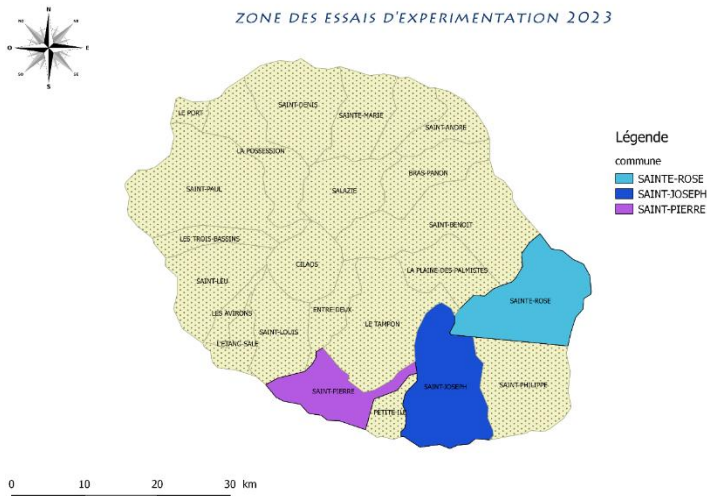 ZONE DES ESSAIS D'EXPERIMENTATION 2023
N
O
E
S
LE PORT
SAINT-DENIS
SAINTE-MARIE
SAINT-ANDRE
LA POSSESSION
BRAS-PANON
SAINT-PAUL
SALAZIE
SAINT-BENOIT
LES TROIS-BASSINS
CILAOS
LA PLAINE-DES-PALMISTES
SAINT-LEU
SAINTE-ROSE
LES AVIRONS
ENTRE-DEUX
LE TAMPON
SAINT-LOUIS
L'ETANG-SALE
SAINT-PIERRE
SAINT-JOSEPH
SAINT-PHILIPPE
PETITE-ILE
Légende
commune
SAINTE-ROSE
SAINT-JOSEPH
SAINT-PIERRE
0 10 20 30 km